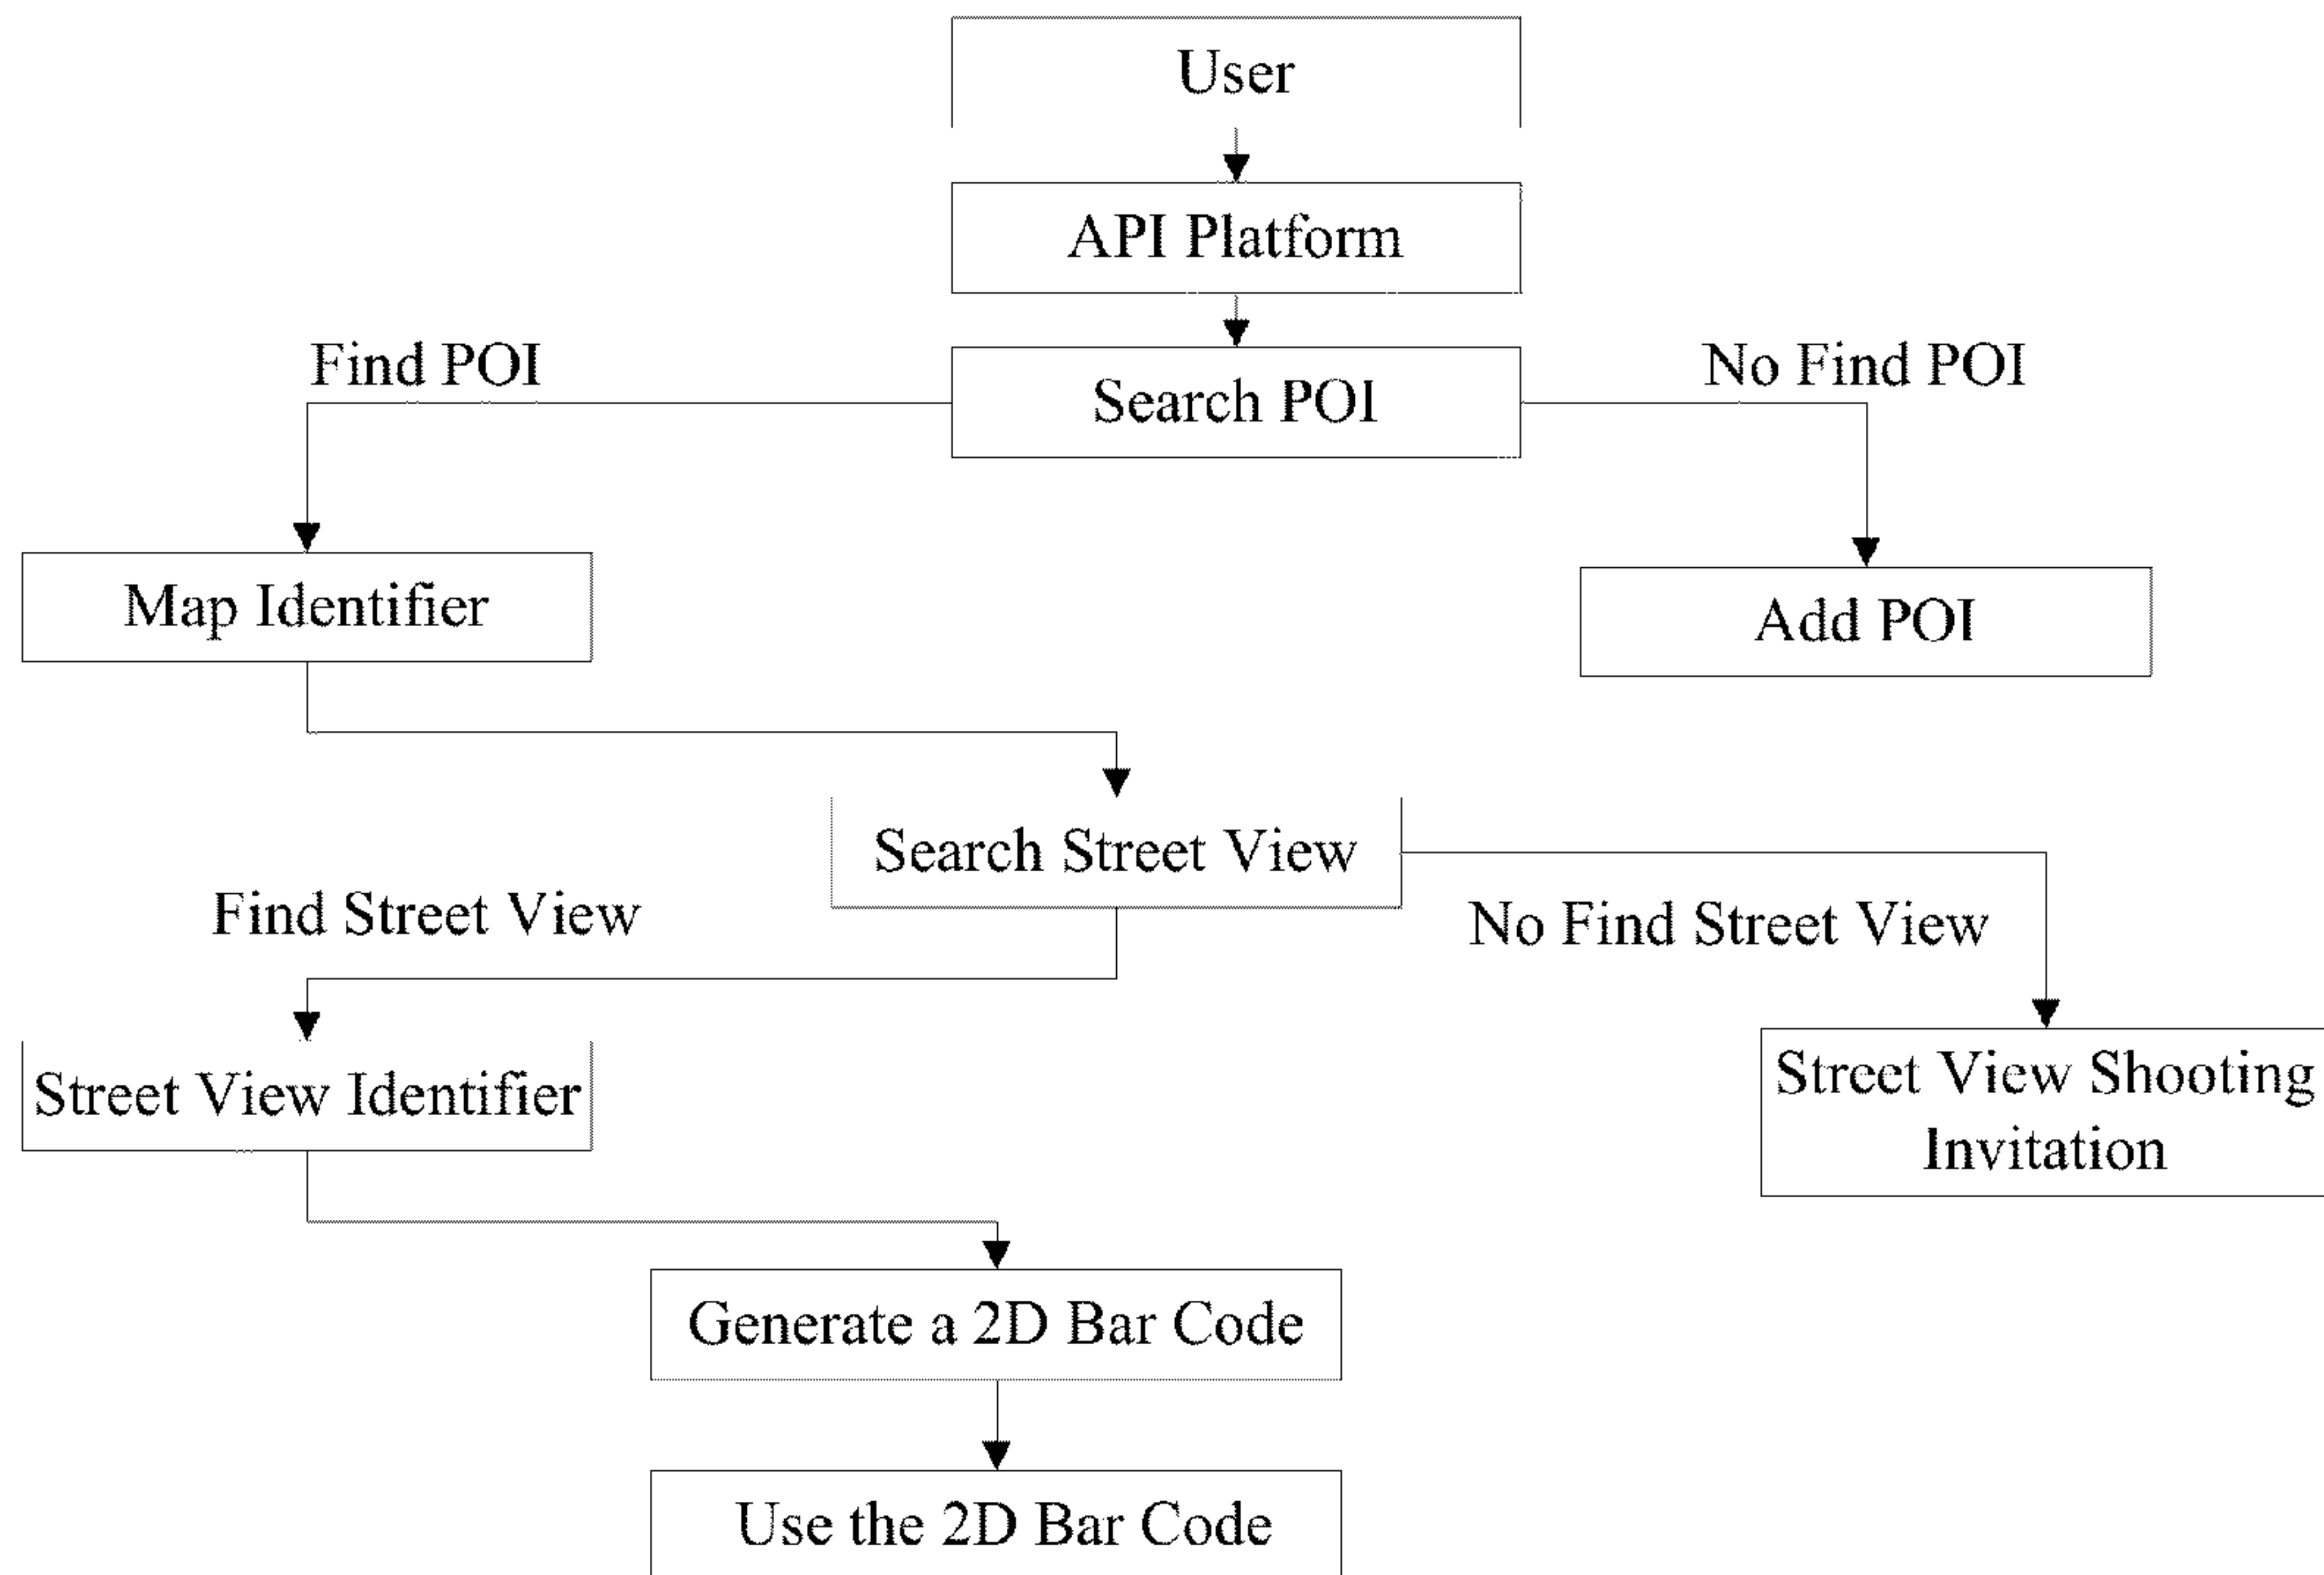 User
API Platform
Find POI
No Find POI
Search POI
Map Identifier
Add POI
Search Street View
Find Street View
No Find Street View
Street View Identifier
Street View Shooting
Invitation
Generate a 2D Bar Code
Use the 2D Bar Code